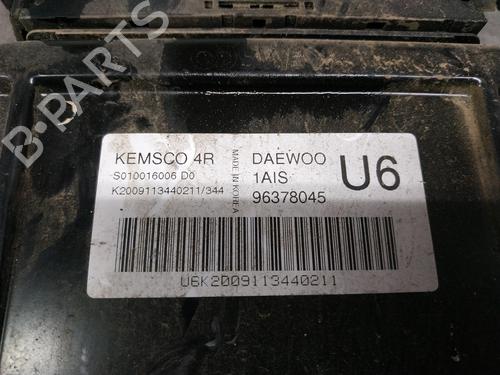 KEMSCO 4R
S010016006 D0
K2009113440211/344
MADE IN KOREA
DAEWOO
1AIS
96378045
U6
U6K2009113440211
B-PARTS